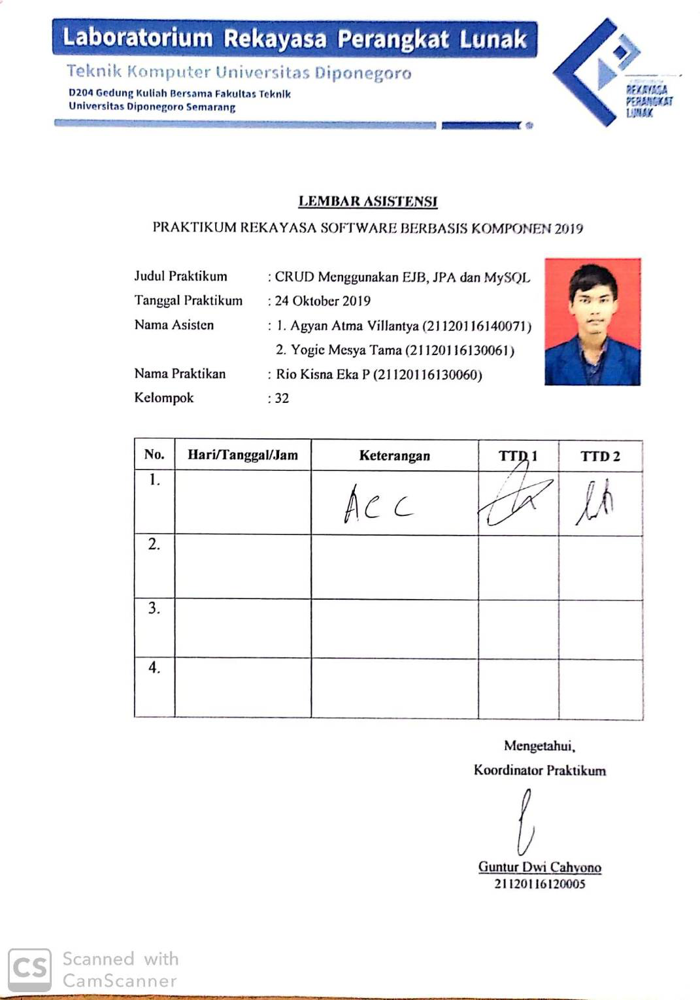 Laboratorium Rekayasa Perangkat Lunak
Teknik Komputer Universitas Diponegoro
D204 Gedung Kuliah Bersama Fakultas Teknik
Universitas Diponegoro Semarang
REKAYASA
PERANGKAT
LUNAK
LEMBAR ASISTENSI
PRAKTIKUM REKAYASA SOFTWARE BERBASIS KOMPONEN 2019
Judul Praktikum : CRUD Menggunakan EJB, JPA dan MySQL
Tanggal Praktikum : 24 Oktober 2019
Nama Asisten : 1. Agyan Atma Villantya (21120116140071)
2. Yogie Mesya Tama (21120116130061)
Nama Praktikan : Rio Kisna Eka P (21120116130060)
Kelompok : 32
No. Hari/Tanggal/Jam Keterangan TTD 1 TTD 2
1. ACC
2.
3.
4.
Mengetahui,
Koordinator Praktikum
Guntur Dwi Cahyono
21120116120005
CS Scanned with
CamScanner